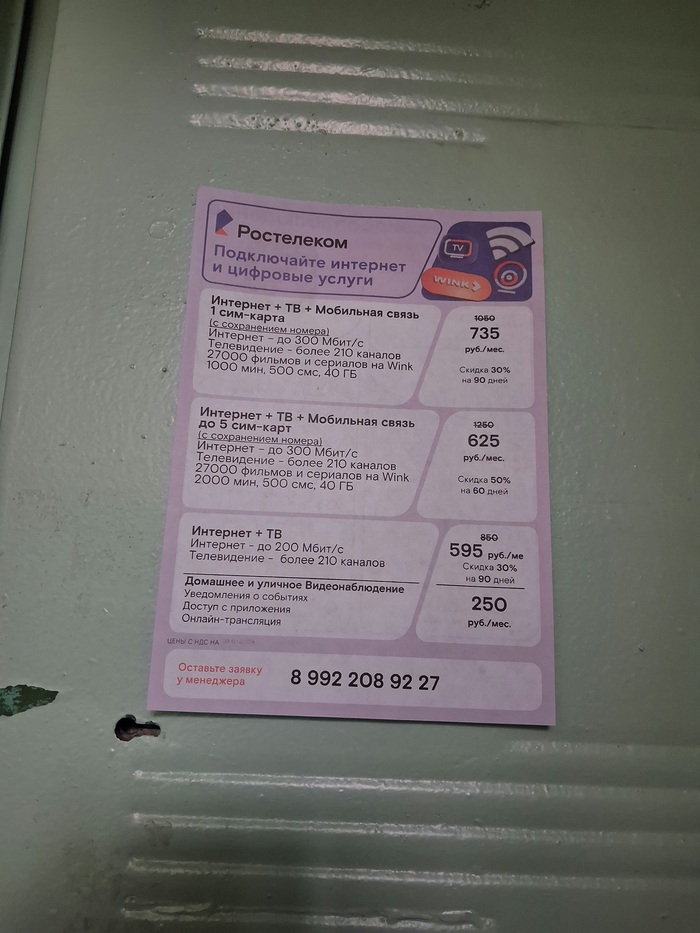 Ростелеком
Подключайте интернет
и цифровые услуги
TV
WINK
Интернет + ТВ + Мобильная связь
1 сим-карта
(с сохранением номера)
Интернет – до 300 Мбит/с
Телевидение - более 210 каналов
27000 фильмов и сериалов на Wink
1000 мин, 500 смс, 40 ГБ
1050
735
руб./мес.
Скидка 30%
на 90 дней
Интернет + ТВ + Мобильная связь
до 5 сим-карт
(с сохранением номера)
Интернет – до 300 Мбит/с
Телевидение - более 210 каналов
27000 фильмов и сериалов на Wink
2000 мин, 500 смс, 40 ГБ
1250
625
руб./мес.
Скидка 50%
на 60 дней
Интернет + ТВ
Интернет - до 200 Мбит/с
Телевидение - более 210 каналов
850
595 руб./ме
Скидка 30%
на 90 дней
Домашнее и уличное Видеонаблюдение
Уведомления о событиях
Доступ с приложения
Онлайн-трансляция
250
руб./мес.
ЦЕНЫ С НДС НА
Оставьте заявку
у менеджера
8 992 208 92 27